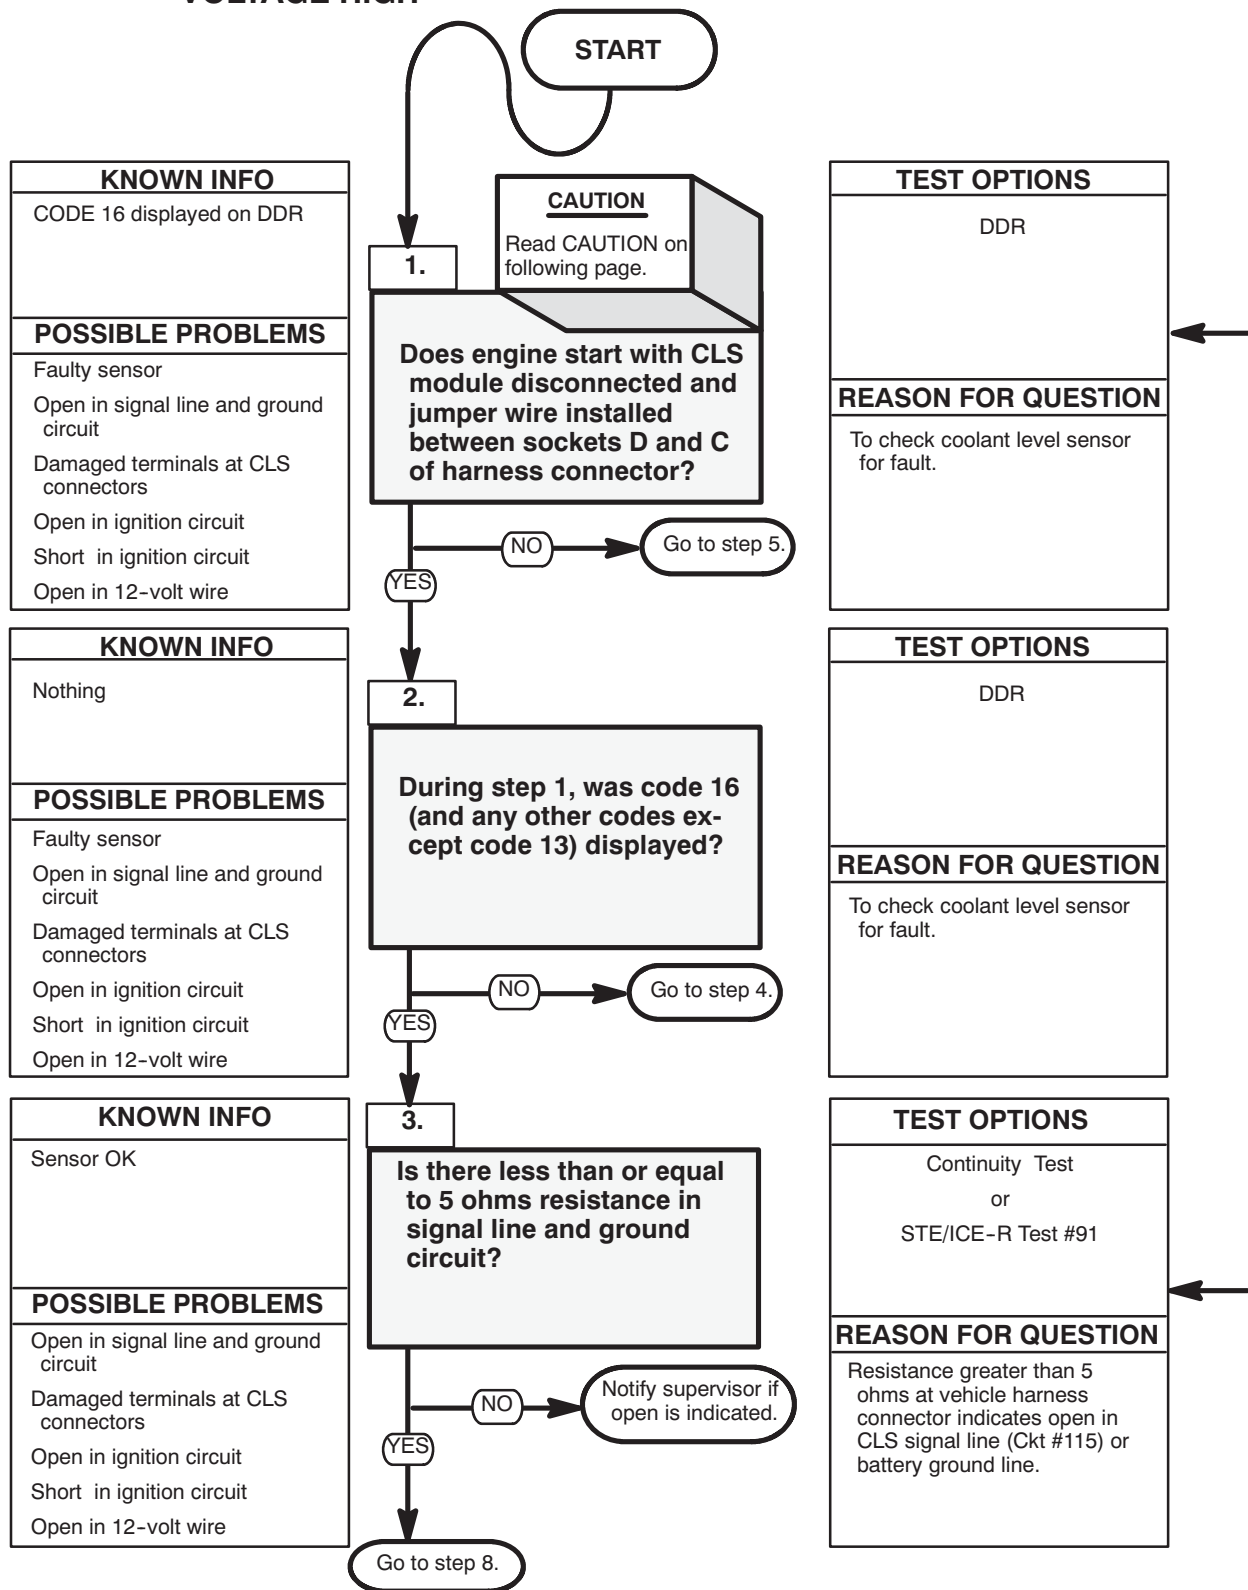 VOLTAGE high
START
KNOWN INFO
CODE 16 displayed on DDR
POSSIBLE PROBLEMS
Faulty sensor
Open in signal line and ground
circuit
Damaged terminals at CLS
connectors
Open in ignition circuit
Short in ignition circuit
Open in 12-volt wire
CAUTION
Read CAUTION on
following page.
1.
Does engine start with CLS
module disconnected and
jumper wire installed
between sockets D and C
of harness connector?
NO
Go to step 5.
YES
TEST OPTIONS
DDR
REASON FOR QUESTION
To check coolant level sensor
for fault.
KNOWN INFO
Nothing
POSSIBLE PROBLEMS
Faulty sensor
Open in signal line and ground
circuit
Damaged terminals at CLS
connectors
Open in ignition circuit
Short in ignition circuit
Open in 12-volt wire
2.
During step 1, was code 16
(and any other codes ex-
cept code 13) displayed?
NO
Go to step 4.
YES
TEST OPTIONS
DDR
REASON FOR QUESTION
To check coolant level sensor
for fault.
KNOWN INFO
Sensor OK
POSSIBLE PROBLEMS
Open in signal line and ground
circuit
Damaged terminals at CLS
connectors
Open in ignition circuit
Short in ignition circuit
Open in 12-volt wire
3.
Is there less than or equal
to 5 ohms resistance in
signal line and ground
circuit?
NO
Notify supervisor if
open is indicated.
YES
Go to step 8.
TEST OPTIONS
Continuity Test
or
STE/ICE-R Test #91
REASON FOR QUESTION
Resistance greater than 5
ohms at vehicle harness
connector indicates open in
CLS signal line (Ckt #115) or
battery ground line.